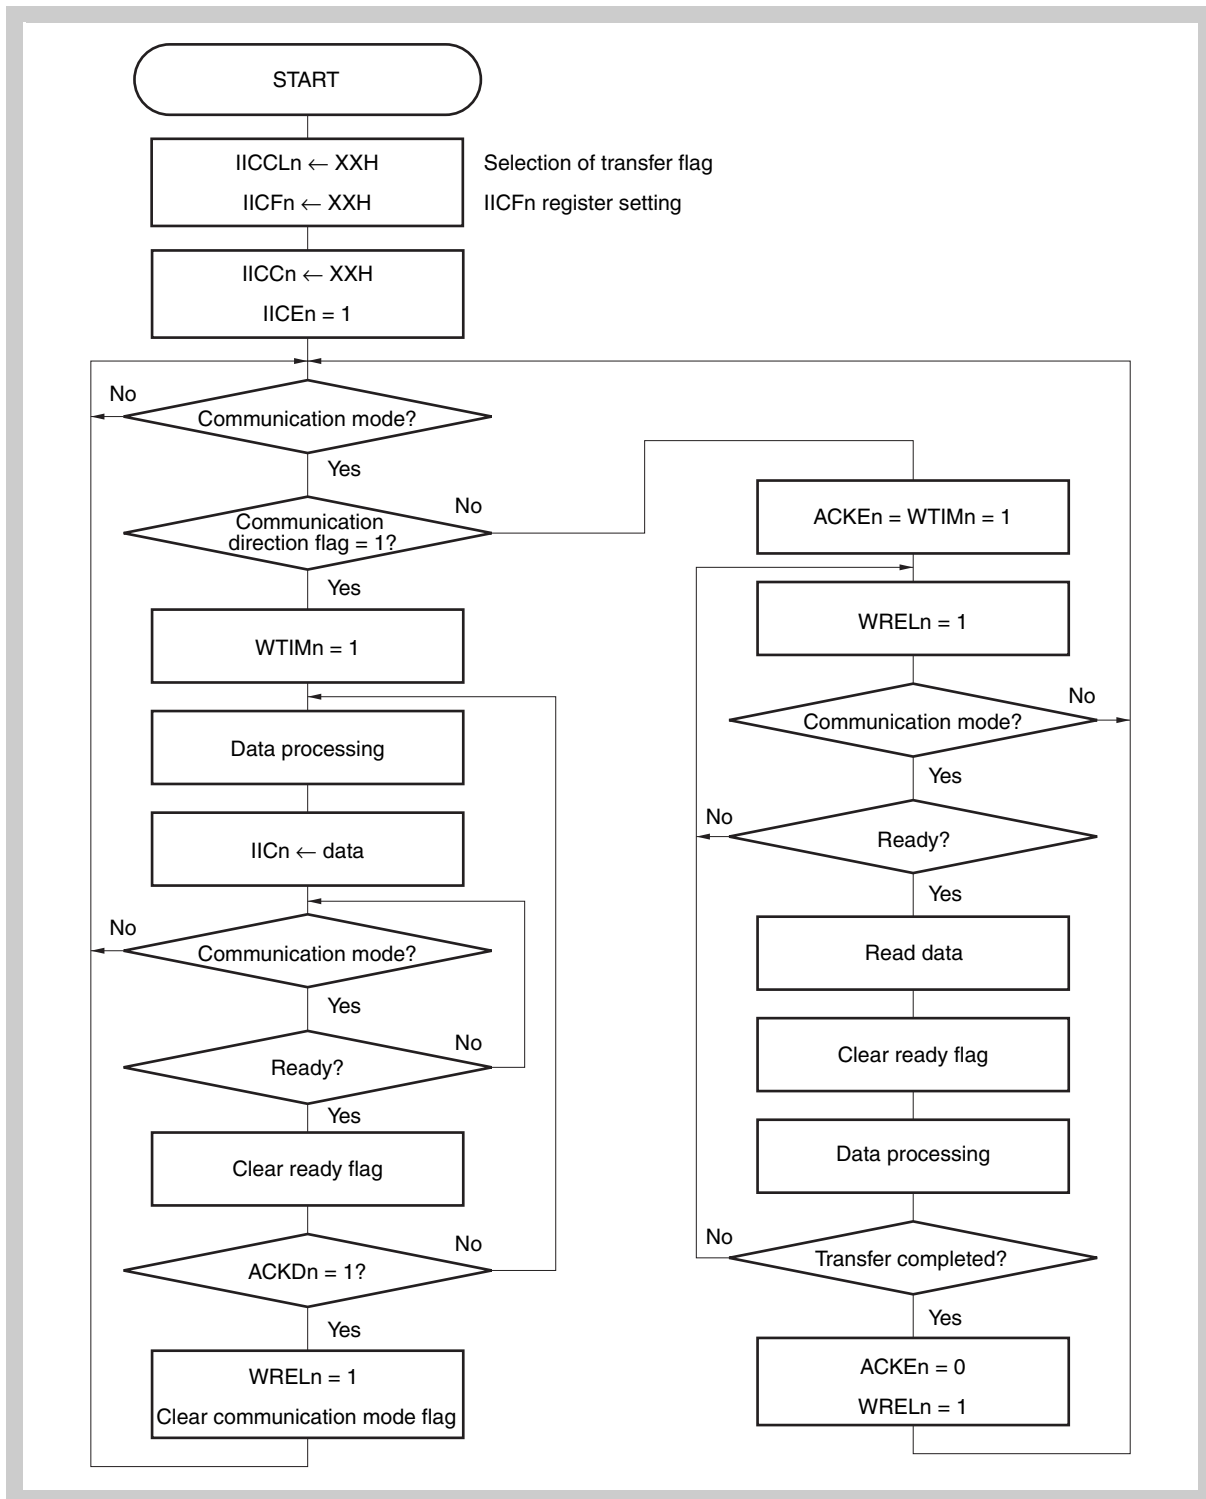 START
IICCLn ← XXH
IICFn ← XXH
Selection of transfer flag
IICFn register setting
IICCn ← XXH
IICEn = 1
No
Communication mode?
Yes
No
Communication
direction flag = 1?
Yes
WTIMn = 1
Data processing
IICn ← data
No
Communication mode?
Yes
No
Ready?
Yes
Clear ready flag
No
ACKDn = 1?
Yes
WRELn = 1
Clear communication mode flag
ACKEn = WTIMn = 1
WRELn = 1
No
Communication mode?
Yes
No
Ready?
Yes
Read data
Clear ready flag
Data processing
No
Transfer completed?
Yes
ACKEn = 0
WRELn = 1